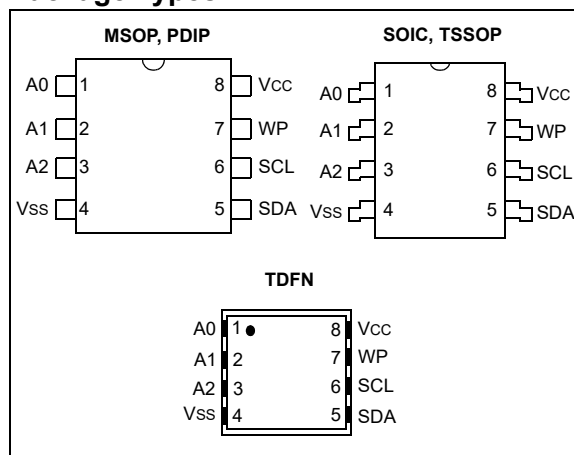 MSOP, PDIP
A0 1 8 VCC
A1 2 7 WP
A2 3 6 SCL
VSS 4 5 SDA
SOIC, TSSOP
A0 1 8 VCC
A1 2 7 WP
A2 3 6 SCL
VSS 4 5 SDA
TDFN
A0 1 8 VCC
A1 2 7 WP
A2 3 6 SCL
VSS 4 5 SDA